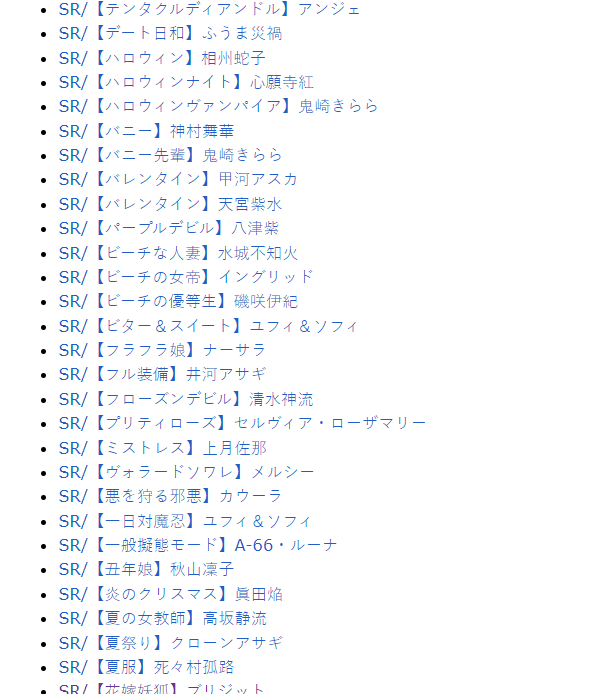 SR/【テンタクルディアンドル】アンジェ
SR/【デート日和】ふうま災禍
SR/【ハロウィン】相州蛇子
SR/【ハロウィンナイト】心願寺紅
SR/【ハロウィンヴァンパイア】鬼崎きらら
SR/【バニー】神村舞華
SR/【バニー先輩】鬼崎きらら
SR/【バレンタイン】甲河アスカ
SR/【バレンタイン】天宮紫水
SR/【パープルデビル】八津紫
SR/【ビーチな人妻】水城不知火
SR/【ビーチの女帝】イングリッド
SR/【ビーチの優等生】磯咲伊紀
SR/【ビター＆スイート】ユフィ＆ソフィ
SR/【フラフラ娘】ナーサラ
SR/【フル装備】井河アサギ
SR/【フローズンデビル】清水神流
SR/【プリティローズ】セルヴィア・ローザマリー
SR/【ミストレス】上月佐那
SR/【ヴォラードソワレ】メルシー
SR/【悪を狩る邪悪】カウーラ
SR/【一日対魔忍】ユフィ＆ソフィ
SR/【一般擬態モード】A-66・ルーナ
SR/【丑年娘】秋山凜子
SR/【炎のクリスマス】眞田焔
SR/【夏の女教師】高坂静流
SR/【夏祭り】クローンアサギ
SR/【夏服】死々村孤路
SR/【花嫁妖狐】ブリジット